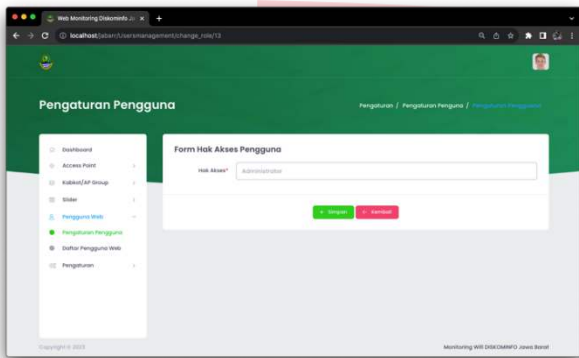 Web Monitoring Diskominfo Ja
localhost/jabarr/Usersmanagement/change_role/13
Pengaturan Pengguna
Pengaturan / Pengaturan Penguna / Pengaturan Pengguna
Dashboard
Access Point
Kabkot/AP Group
Slider
Pengguna Web
Pengaturan Pengguna
Daftar Pengguna Web
Pengaturan
Form Hak Akses Pengguna
Hak Akses*
Administrator
Simpan
Kembali
Copyright © 2023
Monitoring Wifi DISKOMINFO Jawa Barat